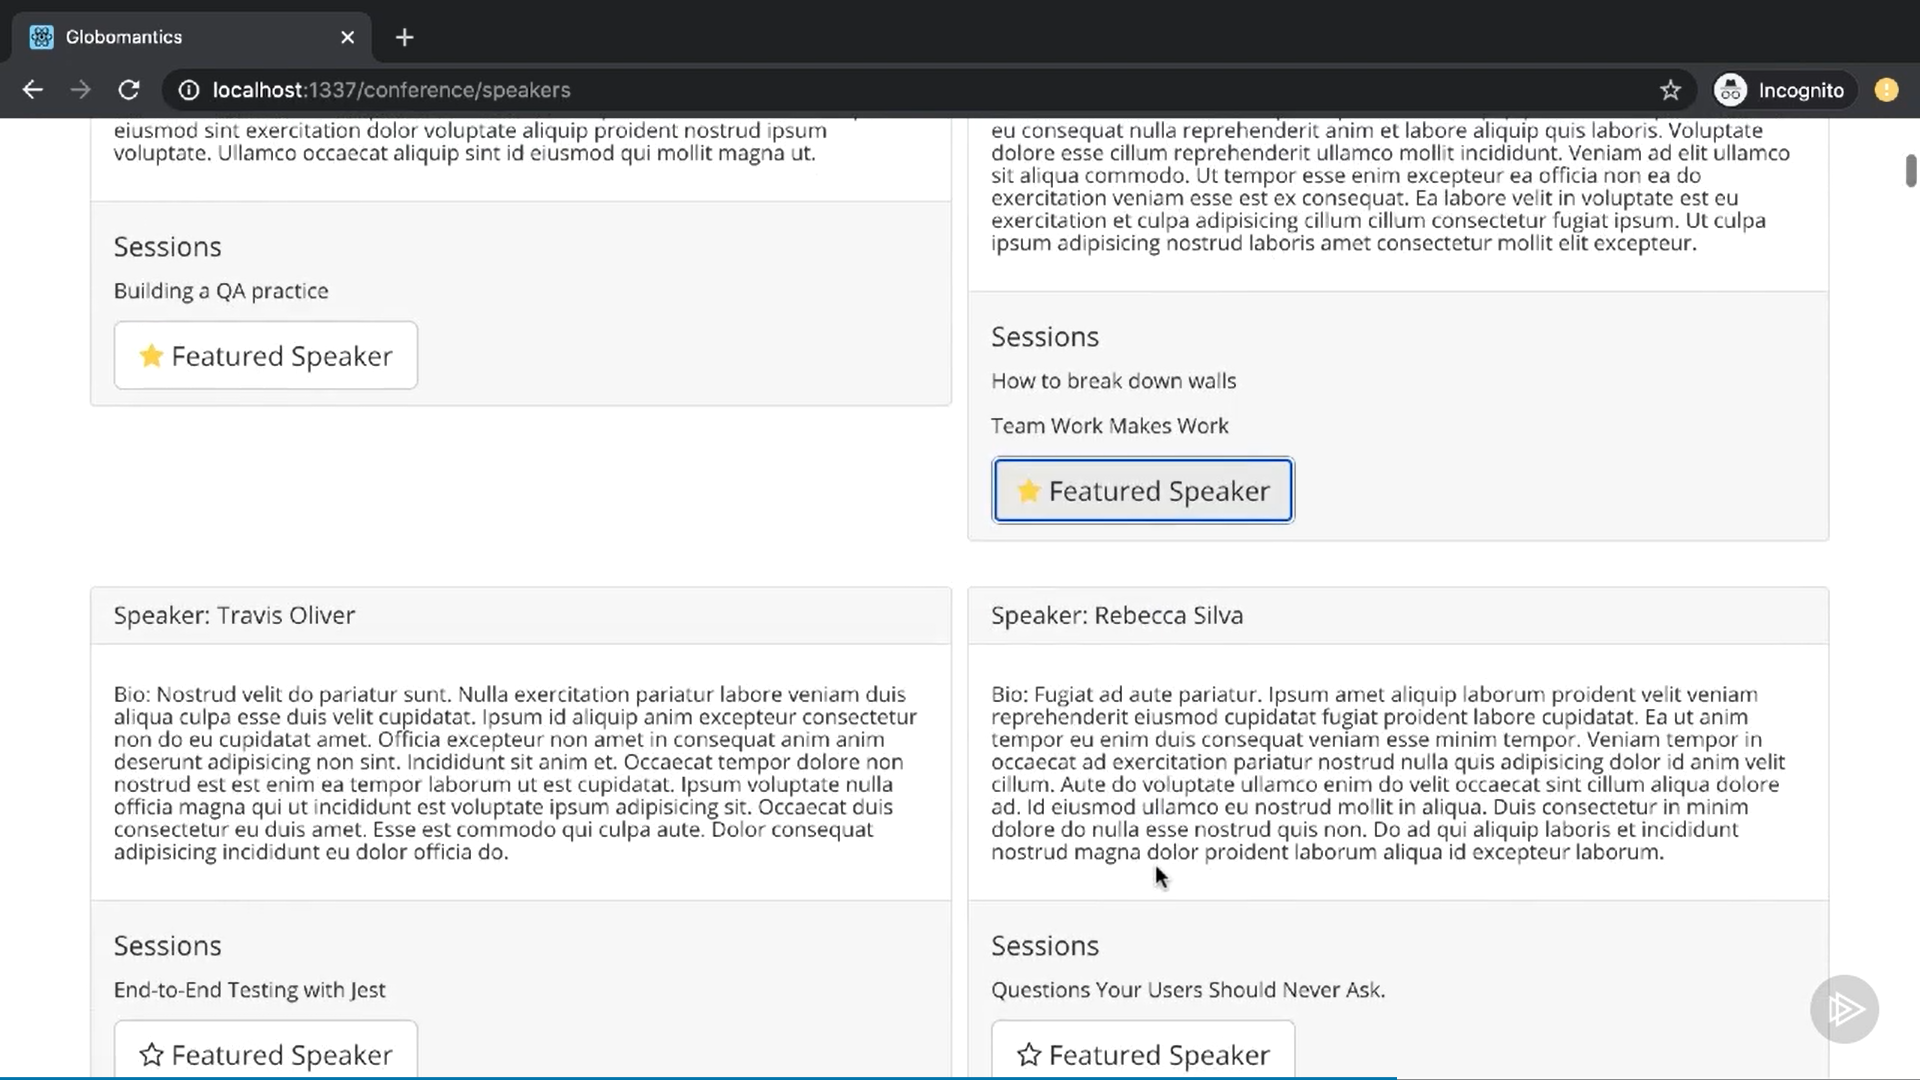 Globomantics
localhost:1337/conference/speakers
Incognito
eiusmod sint exercitation dolor voluptate aliquip proident nostrud ipsum
voluptate. Ullamco occaecat aliquip sint id eiusmod qui mollit magna ut.
Sessions
Building a QA practice
Featured Speaker
eu consequat nulla reprehenderit anim et labore aliquip quis laboris. Voluptate
dolore esse cillum reprehenderit ullamco mollit incididunt. Veniam ad elit ullamco
sit aliqua commodo. Ut tempor esse enim excepteur ea officia non ea do
exercitation veniam esse est ex consequat. Ea labore velit in voluptate est eu
exercitation et culpa adipisicing cillum cillum consectetur fugiat ipsum. Ut culpa
ipsum adipisicing nostrud laboris amet consectetur mollit elit excepteur.
Sessions
How to break down walls
Team Work Makes Work
Featured Speaker
Speaker: Travis Oliver
Bio: Nostrud velit do pariatur sunt. Nulla exercitation pariatur labore veniam duis
aliqua culpa esse duis velit cupidatat. Ipsum id aliquip anim excepteur consectetur
non do eu cupidatat amet. Officia excepteur non amet in consequat anim anim
deserunt adipisicing non sint. Incididunt sit anim et. Occaecat tempor dolore non
nostrud est est enim ea tempor laborum ut est cupidatat. Ipsum voluptate nulla
officia magna qui ut incididunt est voluptate ipsum adipisicing sit. Occaecat duis
consectetur eu duis amet. Esse est commodo qui culpa aute. Dolor consequat
adipisicing incididunt eu dolor officia do.
Sessions
End-to-End Testing with Jest
Featured Speaker
Speaker: Rebecca Silva
Bio: Fugiat ad aute pariatur. Ipsum amet aliquip laborum proident velit veniam
reprehenderit eiusmod cupidatat fugiat proident labore cupidatat. Ea ut anim
tempor eu enim duis consequat veniam esse minim tempor. Veniam tempor in
occaecat ad exercitation pariatur nostrud nulla quis adipisicing dolor id anim velit
cillum. Aute do voluptate ullamco enim do velit occaecat sint cillum aliqua dolore
ad. Id eiusmod ullamco eu nostrud mollit in aliqua. Duis consectetur in minim
dolore do nulla esse nostrud quis non. Do ad qui aliquip laboris et incididunt
nostrud magna dolor proident laborum aliqua id excepteur laborum.
Sessions
Questions Your Users Should Never Ask.
Featured Speaker